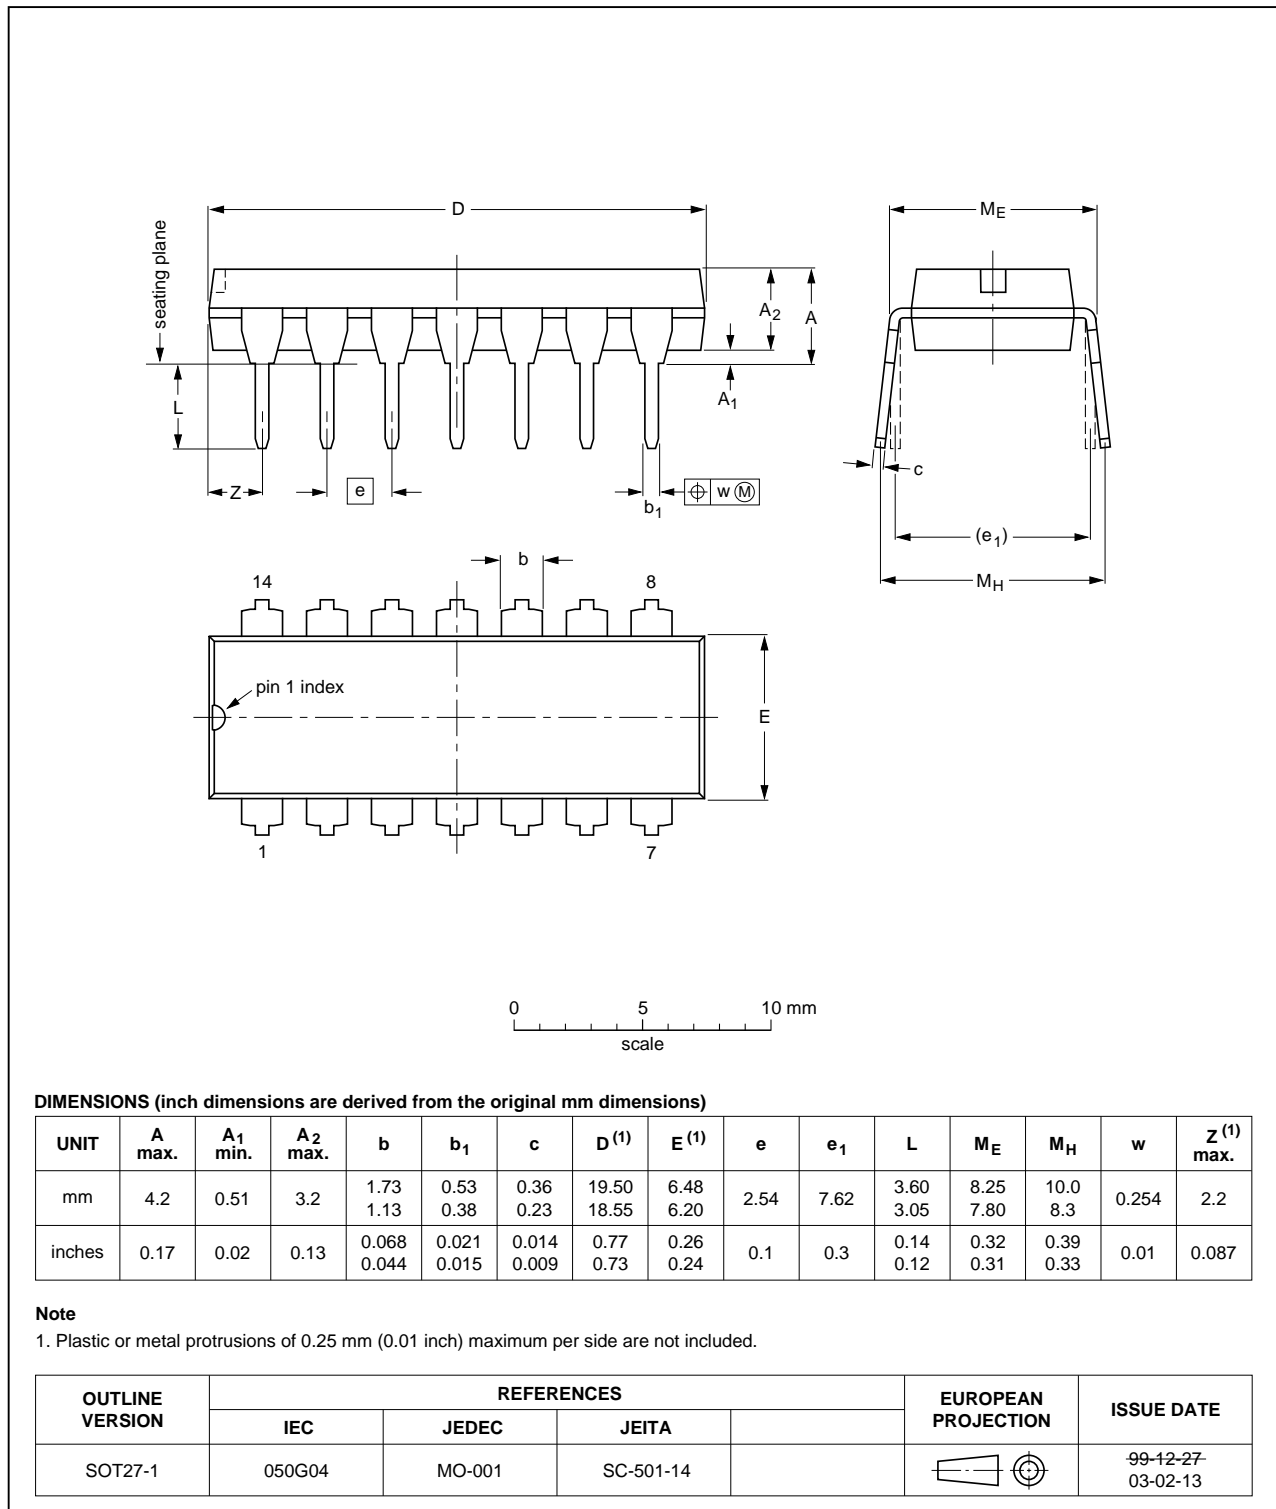 D
ME
seating plane
A2
A
A1
L
c
Z
e
b1
w M
(e1)
MH
b
14
8
pin 1 index
E
1
7
0 5 10 mm
scale
DIMENSIONS (inch dimensions are derived from the original mm dimensions)
UNIT A max. A1 min. A2 max. b b1 c D(1) E(1) e e1 L ME MH w Z(1) max.
mm 4.2 0.51 3.2 1.73 1.13 0.53 0.38 0.36 0.23 19.50 18.55 6.48 6.20 2.54 7.62 3.60 3.05 8.25 7.80 10.0 8.3 0.254 2.2
inches 0.17 0.02 0.13 0.068 0.044 0.021 0.015 0.014 0.009 0.77 0.73 0.26 0.24 0.1 0.3 0.14 0.12 0.32 0.31 0.39 0.33 0.01 0.087
Note
1. Plastic or metal protrusions of 0.25 mm (0.01 inch) maximum per side are not included.
OUTLINE VERSION REFERENCES EUROPEAN PROJECTION ISSUE DATE
IEC JEDEC JEITA
SOT27-1 050G04 MO-001 SC-501-14 99-12-27
03-02-13